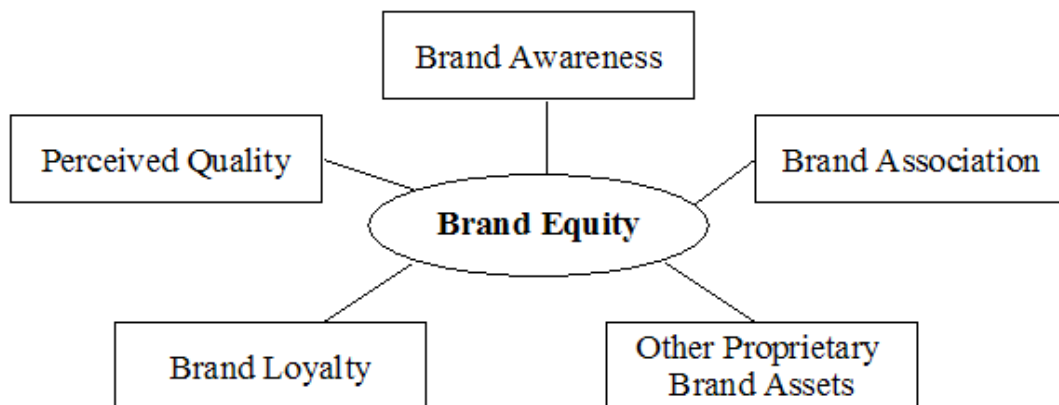 Brand Awareness
Perceived Quality
Brand Association
Brand Equity
Brand Loyalty
Other Proprietary
Brand Assets